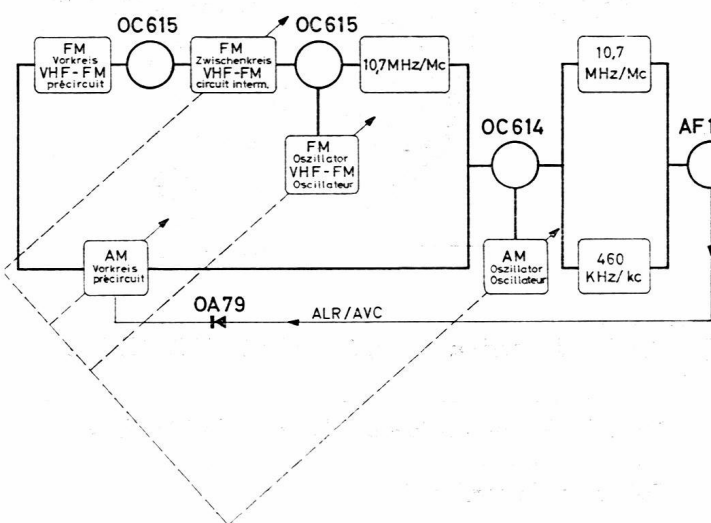 OC615
OC615
FM
Vorkreis
VHF-FM
précircuit
FM
Zwischenkreis
VHF-FM
circuit interm.
10,7MHz/Mc
10,7
MHz/Mc
OC614
AF1
FM
Oszillator
VHF-FM
Oscillateur
AM
Vorkreis
précircuit
AM
Oszillator
Oscillateur
460
KHz/kc
OA79
ALR/AVC